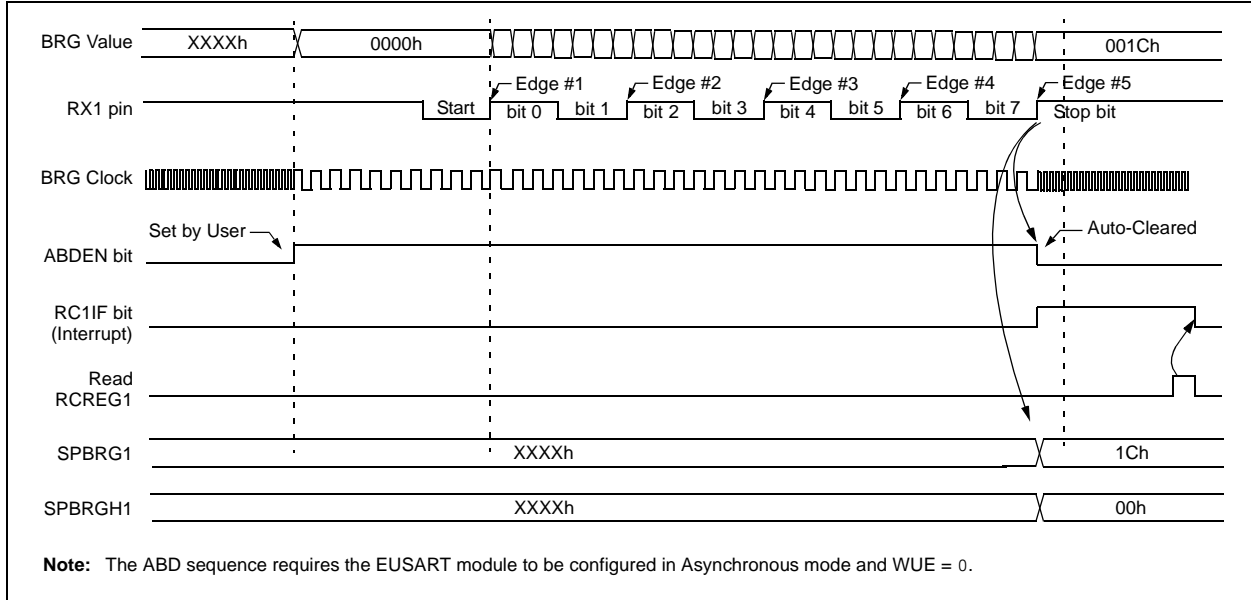 BRG Value XXXXh 0000h 001Ch
Edge #1 Edge #2 Edge #3 Edge #4 Edge #5
RX1 pin Start bit 0 bit 1 bit 2 bit 3 bit 4 bit 5 bit 6 bit 7 Stop bit
BRG Clock
Set by User Auto-Cleared
ABDEN bit
RC1IF bit
(Interrupt)
Read
RCREG1
SPBRG1 XXXXh 1Ch
SPBRGH1 XXXXh 00h
Note: The ABD sequence requires the EUSART module to be configured in Asynchronous mode and WUE = 0.